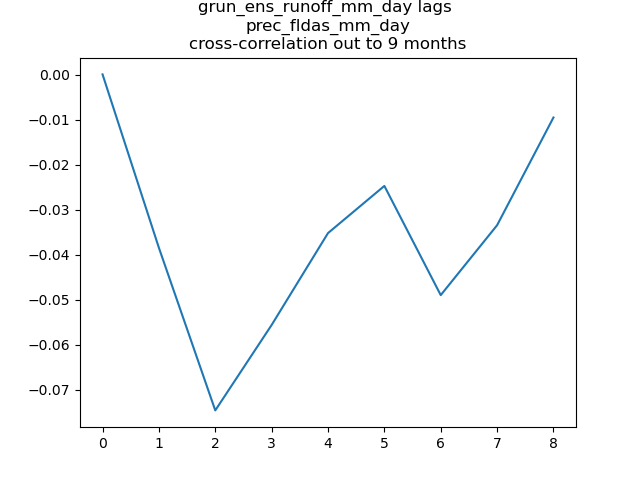 grun_ens_runoff_mm_day lags
prec_fldas_mm_day
cross-correlation out to 9 months
0.00
−0.01
−0.02
−0.03
−0.04
−0.05
−0.06
−0.07
0 1 2 3 4 5 6 7 8